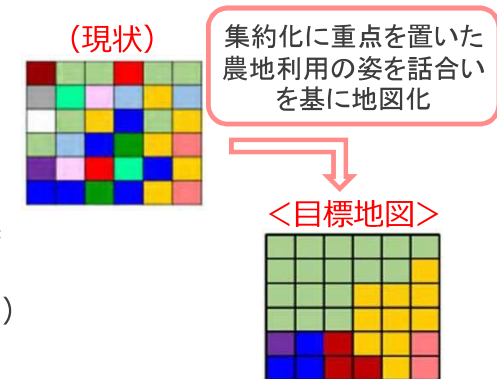 （現状）
集約化に重点を置いた
農地利用の姿を話合い
を基に地図化
＜目標地図＞
）